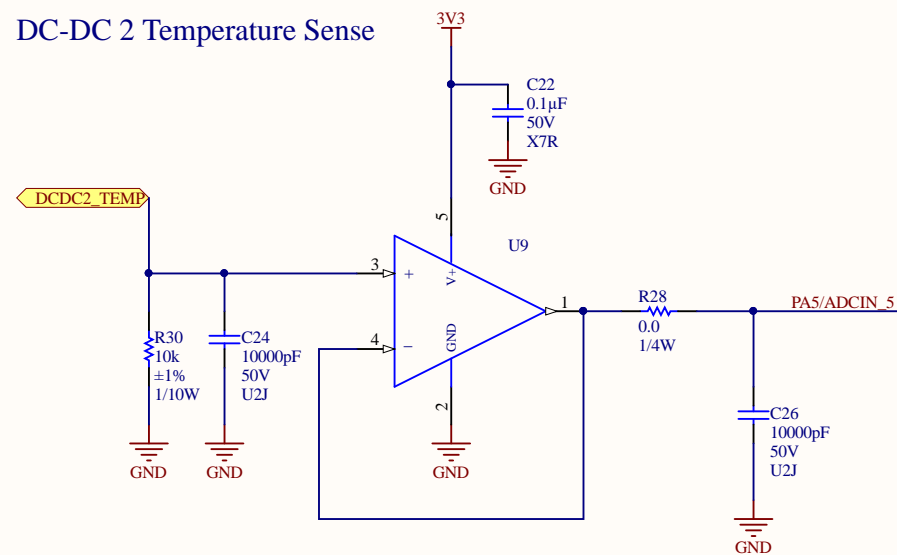 DC-DC 2 Temperature Sense
3V3
C22
0.1µF
50V
X7R
GND
DCDC2_TEMP
5
U9
3
+
V+
1
R28
0.0
1/4W
PA5/ADCIN_5
4
−
GND
2
R30
10k
±1%
1/10W
C24
10000pF
50V
U2J
C26
10000pF
50V
U2J
GND
GND
GND
GND